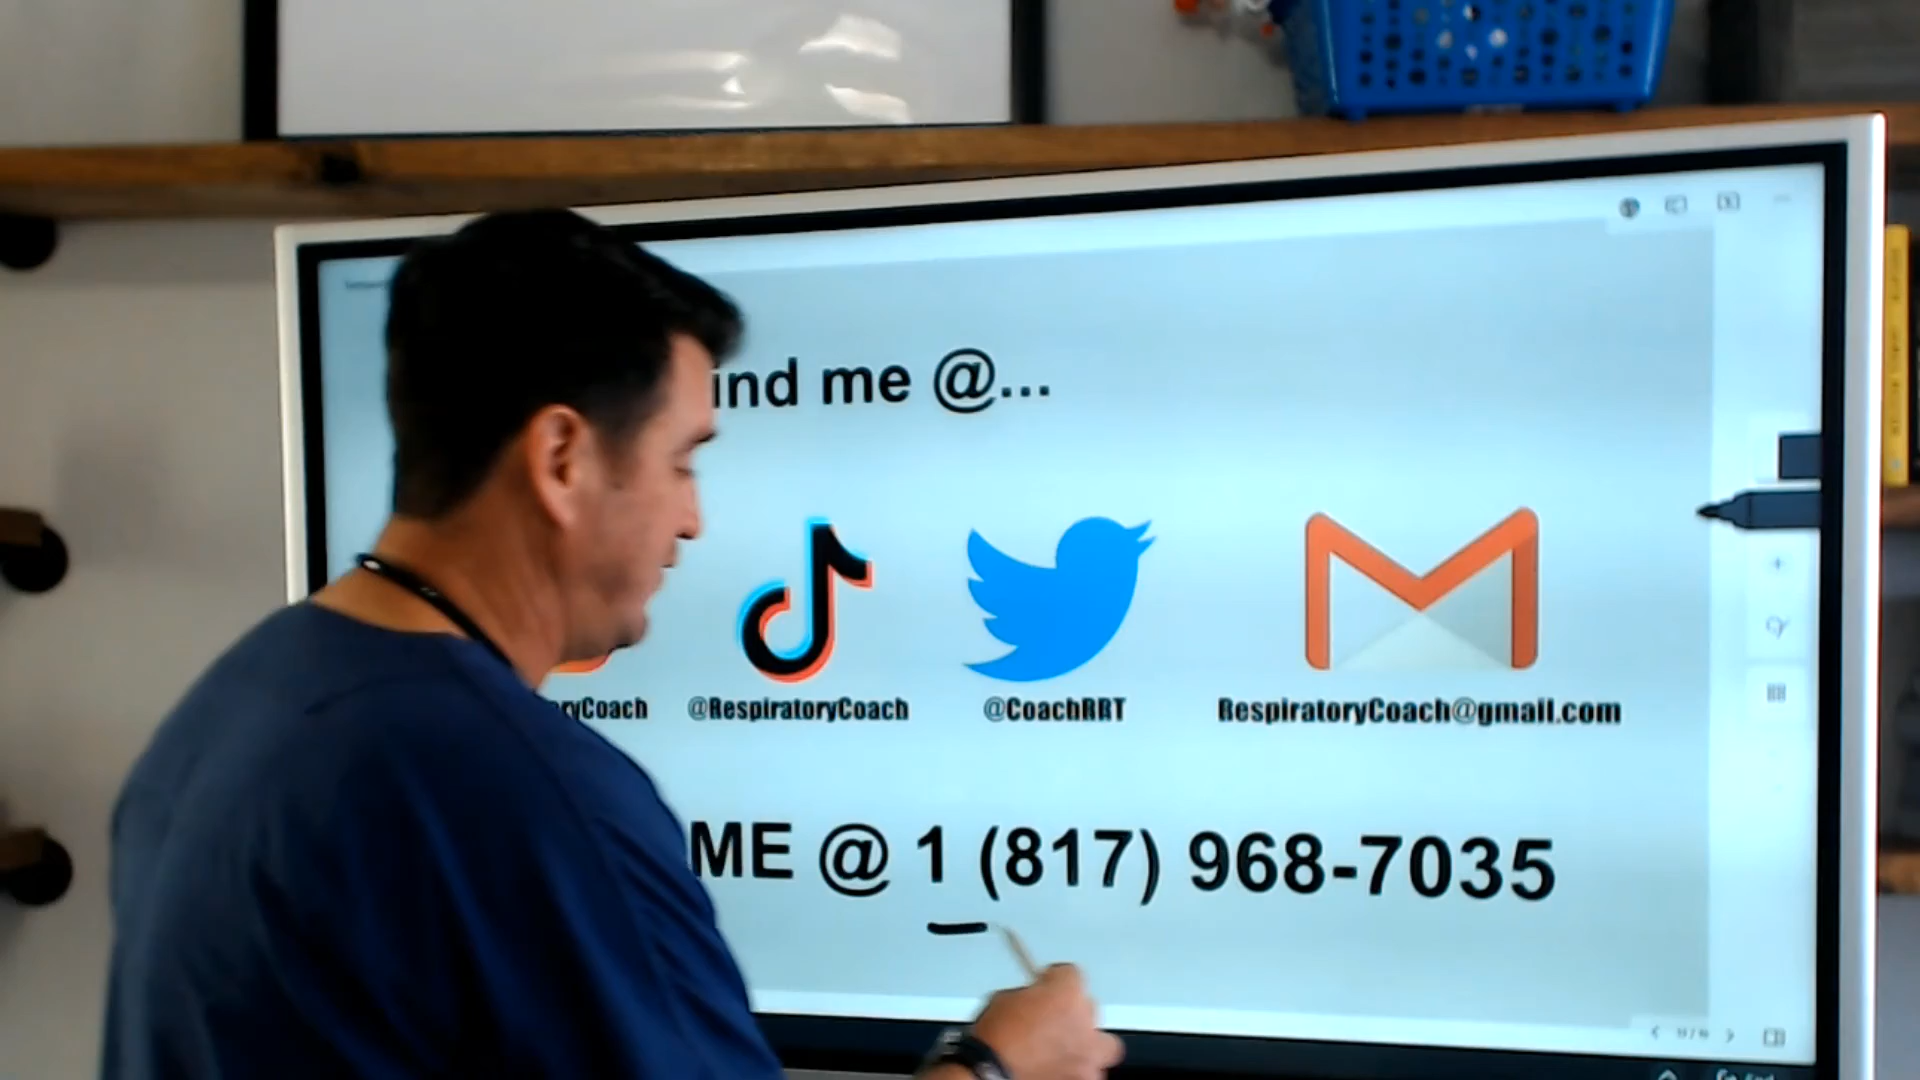 ind me @...
ryCoach @RespiratoryCoach @CoachRRT RespiratoryCoach@gmail.com
ME @ 1 (817) 968-7035